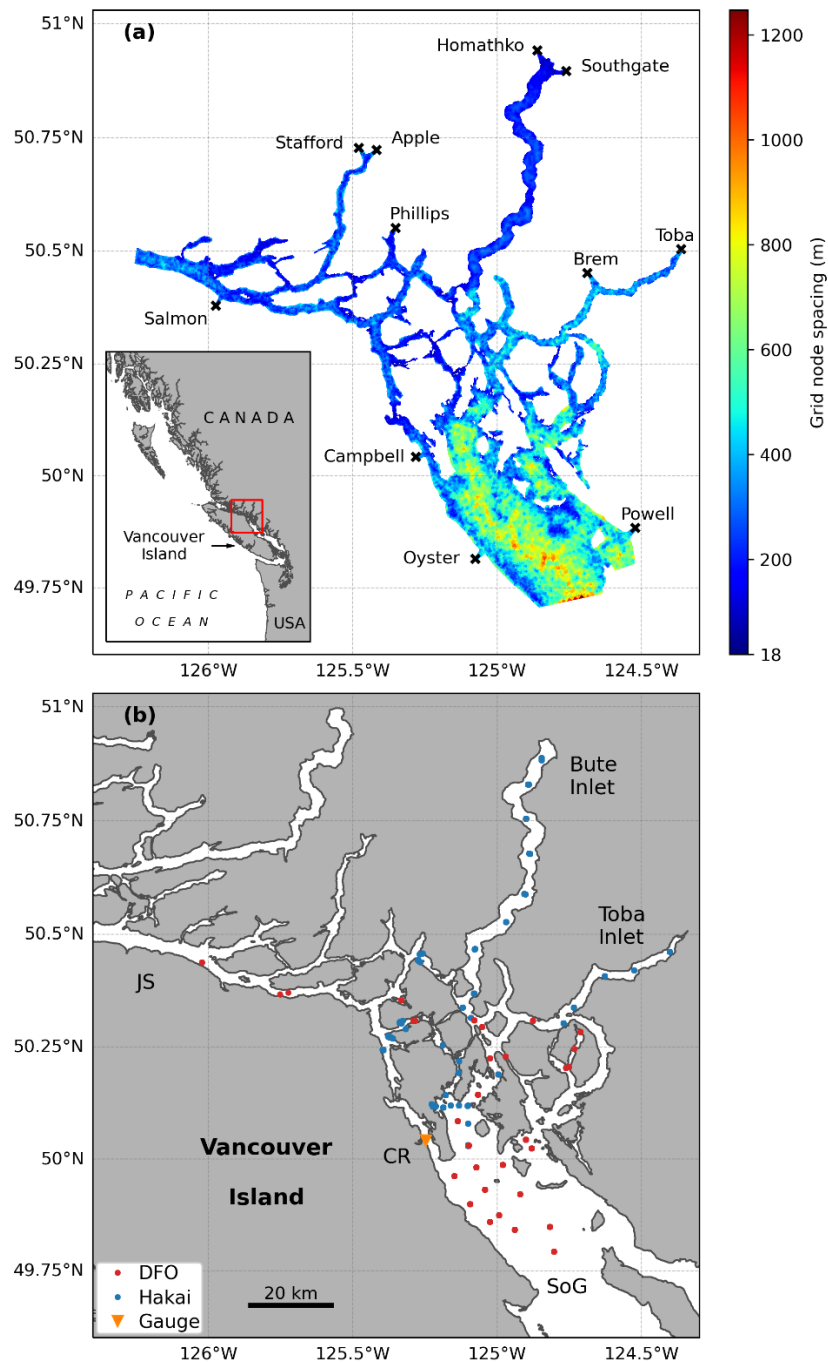 (a)
51°N
50.75°N
50.5°N
50.25°N
50°N
49.75°N
Homathko
Southgate
Stafford
Apple
Phillips
Toba
Brem
Salmon
Campbell
Powell
Oyster
CANADA
Vancouver
Island
PACIFIC
OCEAN
USA
126°W
125.5°W
125°W
124.5°W
1200
1000
800
600
400
200
18
Grid node spacing (m)
(b)
51°N
50.75°N
50.5°N
50.25°N
50°N
49.75°N
Bute
Inlet
Toba
Inlet
JS
Vancouver
Island
CR
SoG
DFO
Hakai
Gauge
20 km
126°W
125.5°W
125°W
124.5°W